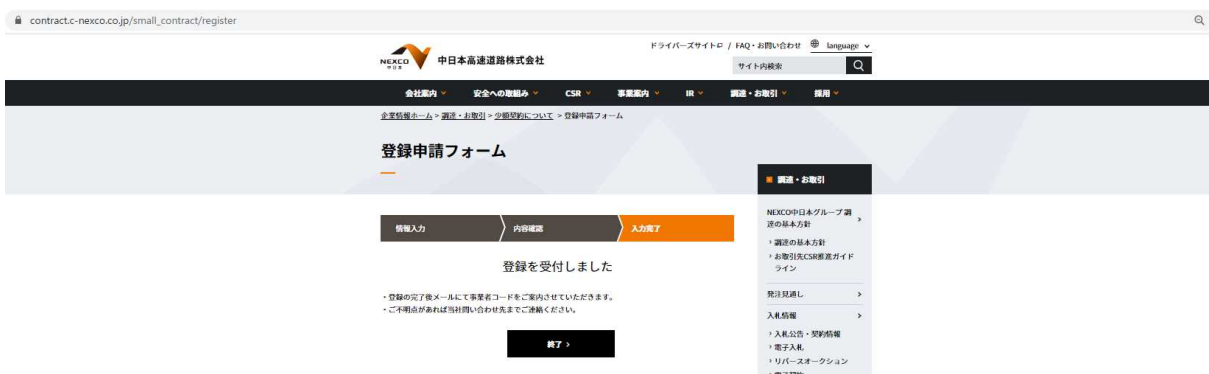 contract.c-nexco.co.jp/small_contract/register
ドライバーズサイト / FAQ・お問い合わせ language
NEXCO 中日本
中日本高速道路株式会社
サイト内検索
会社案内 安全への取組み CSR 事業案内 IR 調達・お取引 採用
企業情報ホーム > 調達・お取引 > 少額契約について > 登録申請フォーム
登録申請フォーム
調達・お取引
情報入力 内容確認 入力完了
登録を受付しました
・登録の完了後メールにて事業者コードをご案内させていただきます。
・ご不明点があれば当社問い合わせ先までご連絡ください。
終了 >
NEXCO中日本グループ調
達の基本方針
調達の基本方針
お取引先CSR推進ガイド
ライン
発注見通し
入札情報
入札公告・契約情報
電子入札
リバースオークション